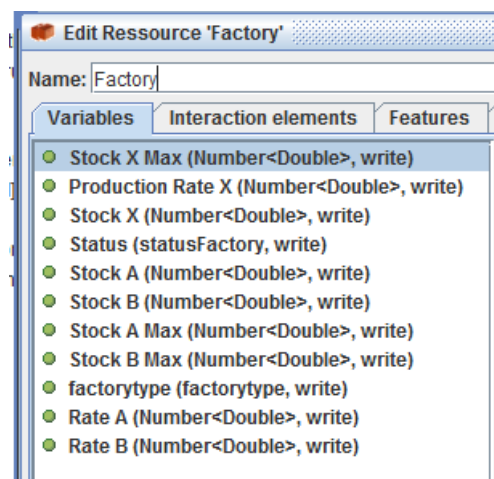 Edit Ressource 'Factory'
Name: Factory
Variables Interaction elements Features
Stock X Max (Number<Double>, write)
Production Rate X (Number<Double>, write)
Stock X (Number<Double>, write)
Status (statusFactory, write)
Stock A (Number<Double>, write)
Stock B (Number<Double>, write)
Stock A Max (Number<Double>, write)
Stock B Max (Number<Double>, write)
factorytype (factorytype, write)
Rate A (Number<Double>, write)
Rate B (Number<Double>, write)